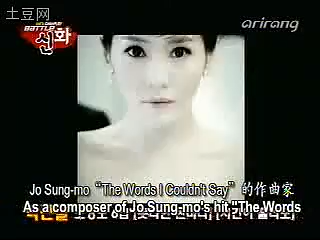 土豆网
arirang
BATTLE
신화
Jo Sung-mo "The Words I Couldn't Say" 的作曲家
As a composer of Jo Sung-mo's hit "The Words